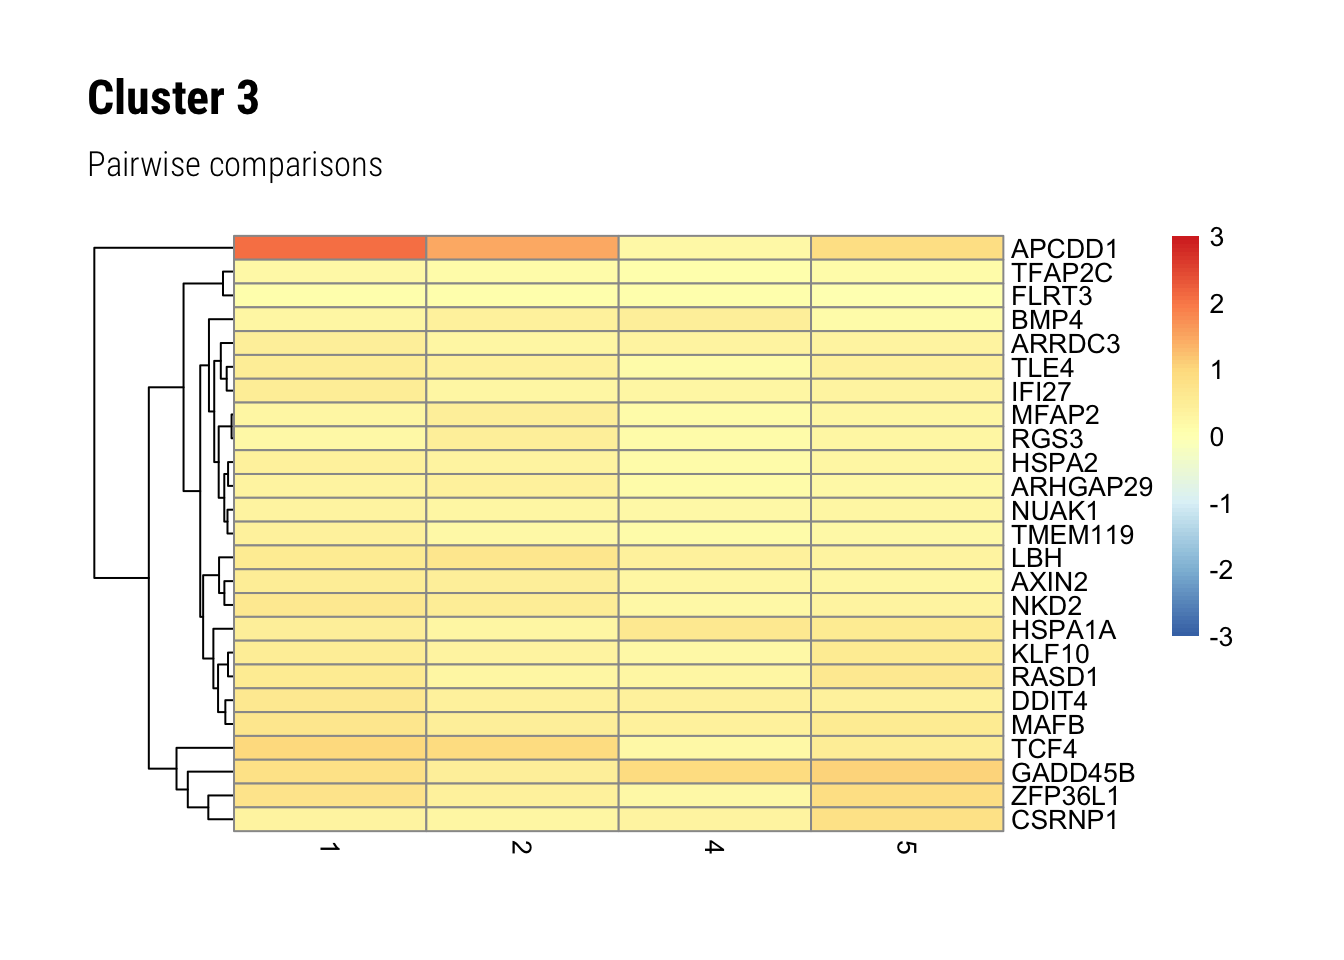 Cluster 3
Pairwise comparisons
APCDD1
TFAP2C
FLRT3
BMP4
ARRDC3
TLE4
IFI27
MFAP2
RGS3
HSPA2
ARHGAP29
NUAK1
TMEM119
LBH
AXIN2
NKD2
HSPA1A
KLF10
RASD1
DDIT4
MAFB
TCF4
GADD45B
ZFP36L1
CSRNP1
3
2
1
0
-1
-2
-3
1 2 4 5